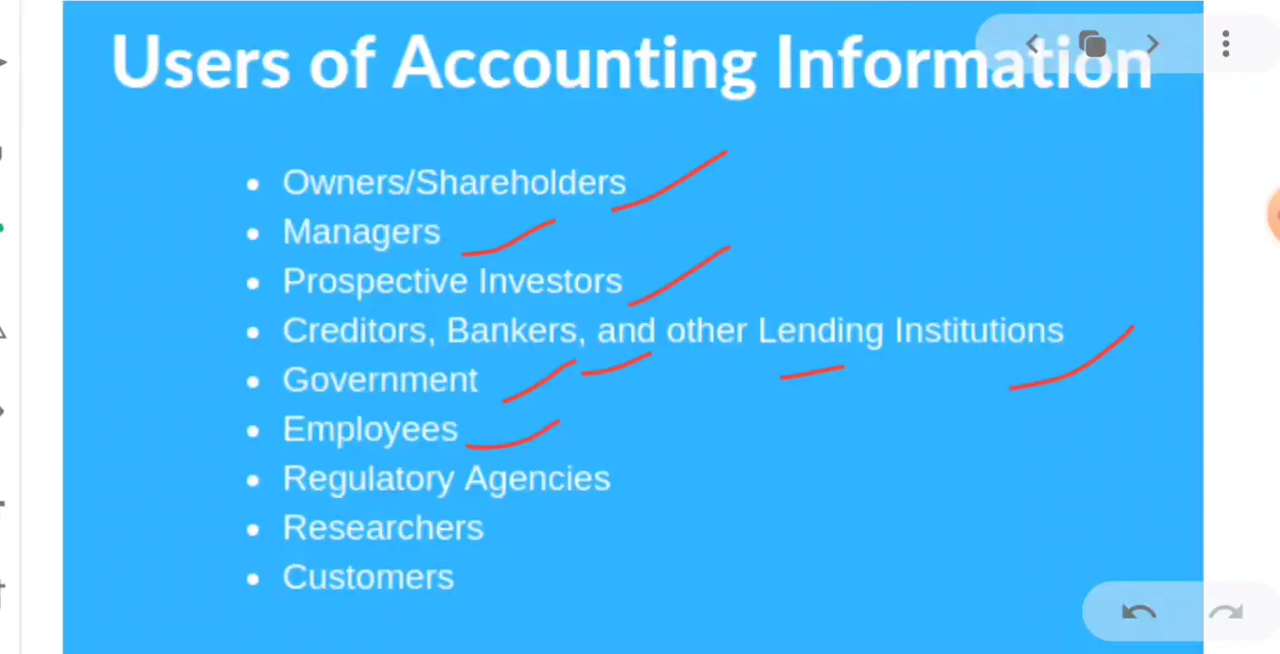 Users of Accounting Information
• Owners/Shareholders
• Managers
• Prospective Investors
• Creditors, Bankers, and other Lending Institutions
• Government
• Employees
• Regulatory Agencies
• Researchers
• Customers